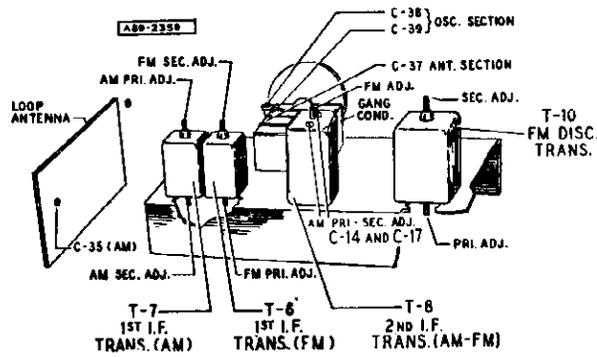 A89-2359
C-38
C-39
OSC. SECTION
C-37 ANT. SECTION
FM SEC. ADJ.
AM PRI. ADJ.
FM ADJ.
GANG
COND.
SEC. ADJ.
T-10
FM DISC.
TRANS.
LOOP
ANTENNA
AM PRI-SEC. ADJ.
C-14 AND C-17
C-35 (AM)
PRI. ADJ.
AM SEC. ADJ.
FM PRI. ADJ.
T-7
1ST I.F.
TRANS. (AM)
T-6
1ST I.F.
TRANS. (FM)
T-8
2ND I.F.
TRANS. (AM-FM)